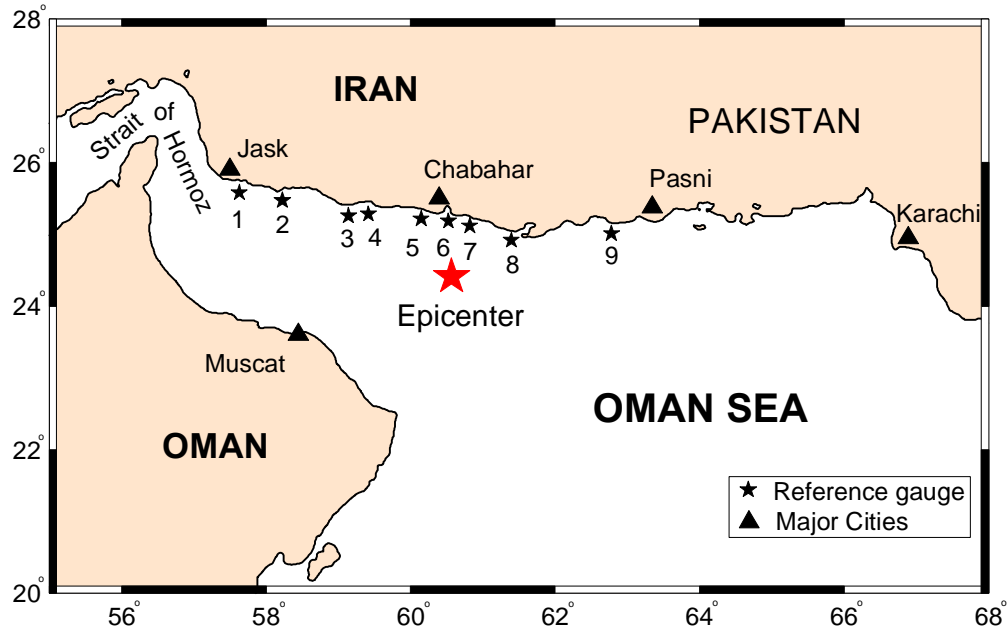 28°
26°
24°
22°
20°
56°
58°
60°
62°
64°
66°
68°
IRAN
PAKISTAN
Strait of
Hormoz
Jask
Chabahar
Pasni
Karachi
1
2
3
4
5
6
7
8
9
Epicenter
Muscat
OMAN
OMAN SEA
Reference gauge
Major Cities